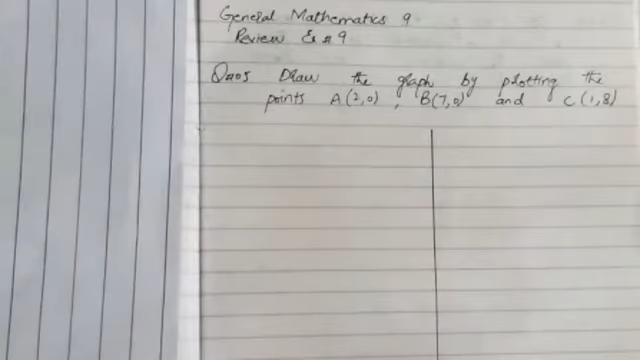 General Mathematics 9
Review Ex # 9
Q no 5 Draw the graph by plotting the
points A(2,0), B(7,0) and C(1,8)